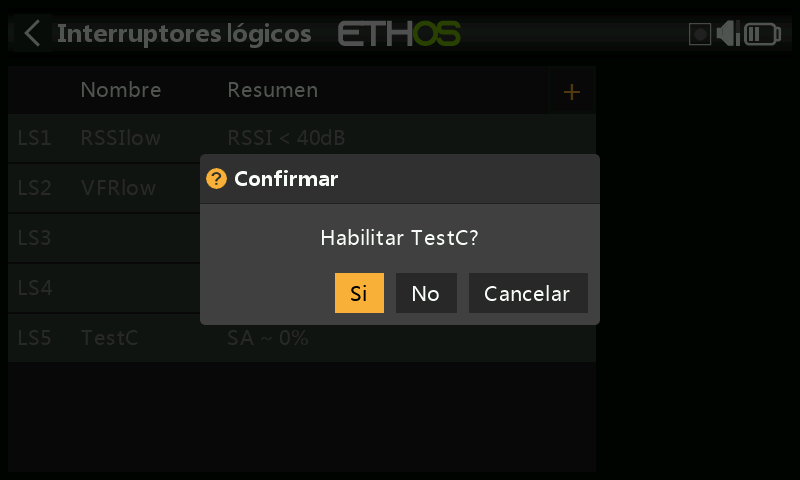 Interruptores lógicos
ETHOS
Nombre Resumen +
LS1 RSSIlow RSSI < 40dB
LS2 VFRlow
LS3
LS4
LS5 TestC SA ~ 0%
? Confirmar
Habilitar TestC?
Si No Cancelar